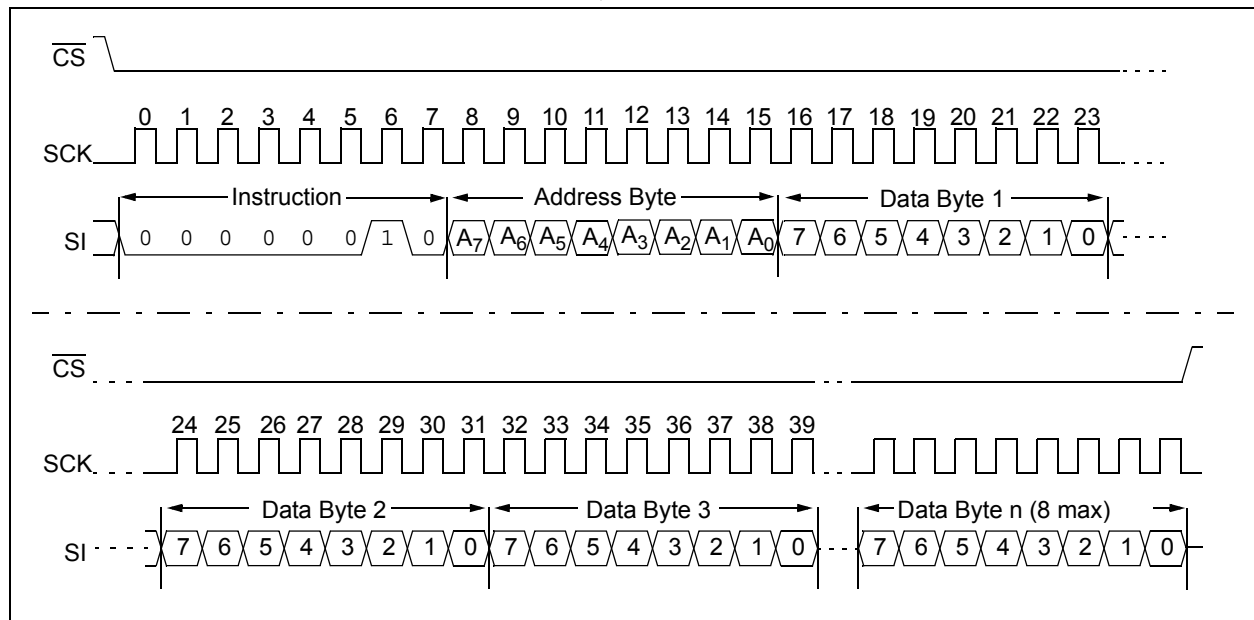 CS
0 1 2 3 4 5 6 7 8 9 10 11 12 13 14 15 16 17 18 19 20 21 22 23
SCK
Instruction Address Byte Data Byte 1
SI 0 0 0 0 0 0 1 0 A7 A6 A5 A4 A3 A2 A1 A0 7 6 5 4 3 2 1 0
CS
24 25 26 27 28 29 30 31 32 33 34 35 36 37 38 39
SCK
Data Byte 2 Data Byte 3 Data Byte n (8 max)
SI 7 6 5 4 3 2 1 0 7 6 5 4 3 2 1 0 7 6 5 4 3 2 1 0